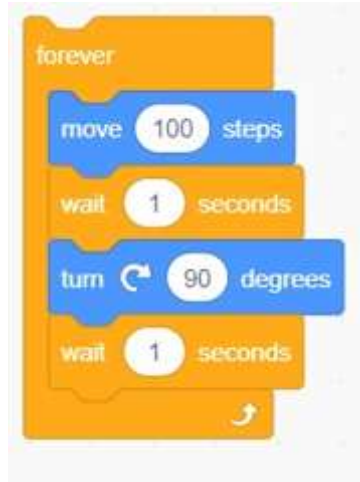 forever
move 100 steps
wait 1 seconds
turn 90 degrees
wait 1 seconds